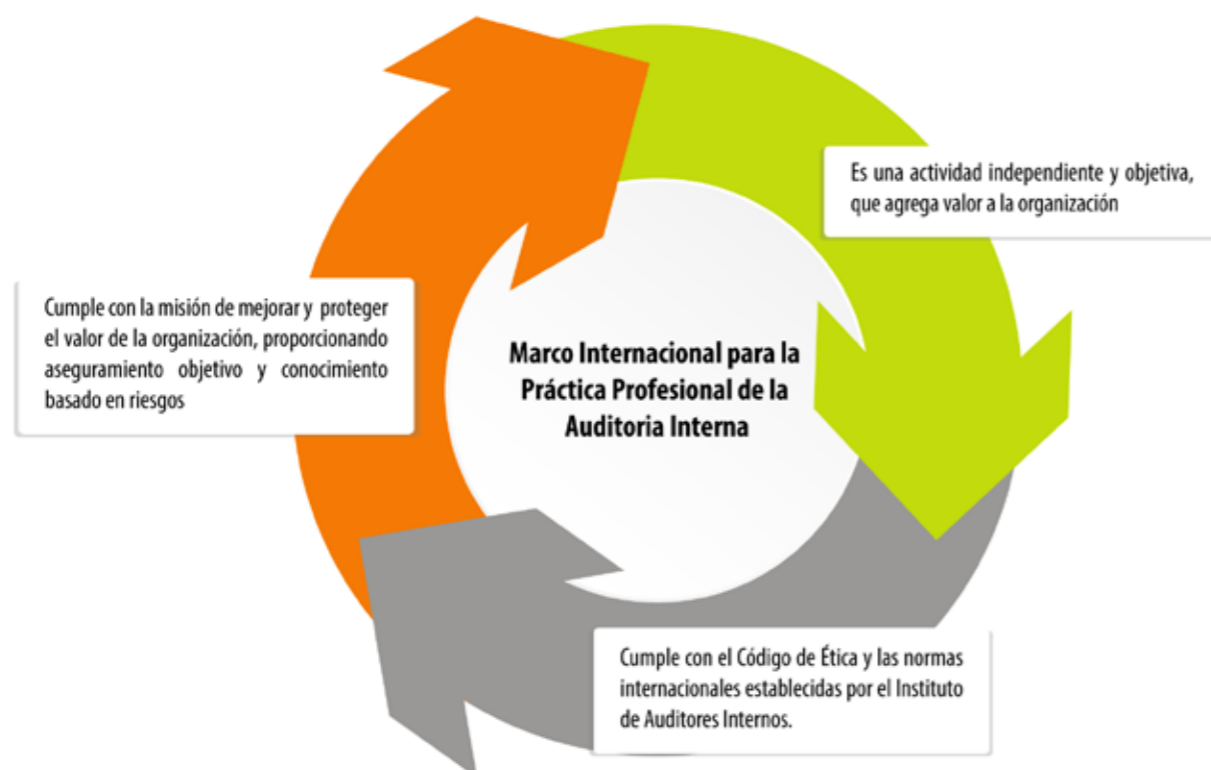 Es una actividad independiente y objetiva,
que agrega valor a la organización
Cumple con la misión de mejorar y proteger
el valor de la organización, proporcionando
aseguramiento objetivo y conocimiento
basado en riesgos
Marco Internacional para la
Práctica Profesional de la
Auditoria Interna
Cumple con el Código de Ética y las normas
internacionales establecidas por el Instituto
de Auditores Internos.